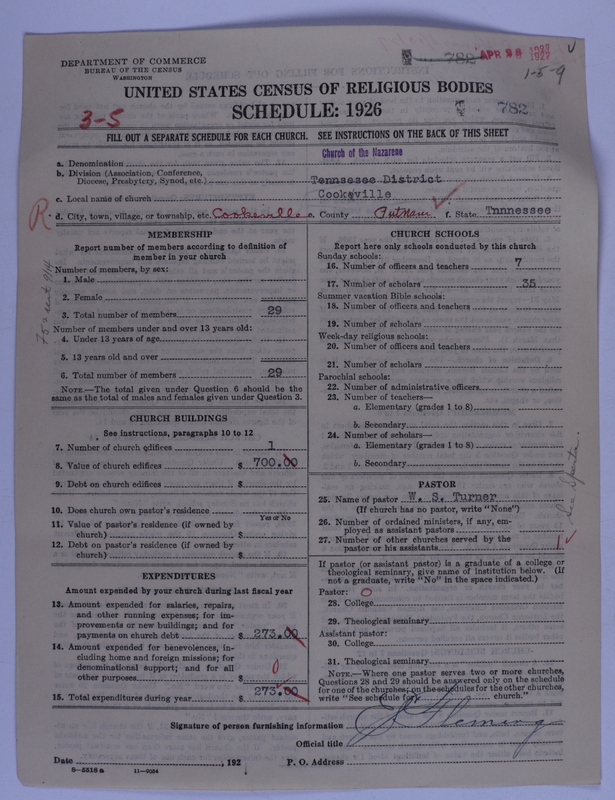 DEPARTMENT OF COMMERCE
BUREAU OF THE CENSUS
WASHINGTON
782
APR 28 1927
1-5-9
UNITED STATES CENSUS OF RELIGIOUS BODIES
SCHEDULE: 1926
782
3-5
FILL OUT A SEPARATE SCHEDULE FOR EACH CHURCH. SEE INSTRUCTIONS ON THE BACK OF THIS SHEET
a. Denomination Church of the Nazarene
b. Division (Association, Conference, Diocese, Presbytery, Synod, etc.) Tennsesee District
c. Local name of church Cookeville
R d. City, town, village, or township, etc. Cookeville e. County Putnam f. State Tnnnessee
MEMBERSHIP
Report number of members according to definition of
member in your church
Number of members, by sex:
1. Male
2. Female
3. Total number of members 29
Number of members under and over 13 years old:
4. Under 13 years of age
5. 13 years old and over
6. Total number of members 29
NOTE.—The total given under Question 6 should be the
same as the total of males and females given under Question 3.
CHURCH BUILDINGS
See instructions, paragraphs 10 to 12
7. Number of church edifices 1
8. Value of church edifices $ 700.00
9. Debt on church edifices $
10. Does church own pastor's residence
Yes or No
11. Value of pastor's residence (if owned by
church) $
12. Debt on pastor's residence (if owned by
church) $
EXPENDITURES
Amount expended by your church during last fiscal year
13. Amount expended for salaries, repairs,
and other running expenses; for im-
provements or new buildings; and for
payments on church debt $ 273.00
14. Amount expended for benevolences, in-
cluding home and foreign missions; for
denominational support; and for all
other purposes $ 0
15. Total expenditures during year $ 273.00
CHURCH SCHOOLS
Report here only schools conducted by this church
Sunday schools:
16. Number of officers and teachers 7
17. Number of scholars 35
Summer vacation Bible schools:
18. Number of officers and teachers
19. Number of scholars
Week-day religious schools:
20. Number of officers and teachers
21. Number of scholars
Parochial schools:
22. Number of administrative officers
23. Number of teachers—
a. Elementary (grades 1 to 8)
b. Secondary
24. Number of scholars—
a. Elementary (grades 1 to 8)
b. Secondary
PASTOR
25. Name of pastor W. S. Turner
(If church has no pastor, write "None")
26. Number of ordained ministers, if any, em-
ployed as assistant pastors
27. Number of other churches served by the
pastor or his assistants 1
See Sparta
If pastor (or assistant pastor) is a graduate of a college or
theological seminary, give name of institution below. (If
not a graduate, write "No" in the space indicated.)
Pastor: 0
28. College
29. Theological seminary
Assistant pastor:
30. College
31. Theological seminary
NOTE.—Where one pastor serves two or more churches,
Questions 28 and 29 should be answered only on the schedule
for one of the churches; on the schedules for the other churches,
write "See schedule for church."
Signature of person furnishing information Fleming
Official title
Date , 192 P. O. Address
8-5518 a 11-9054